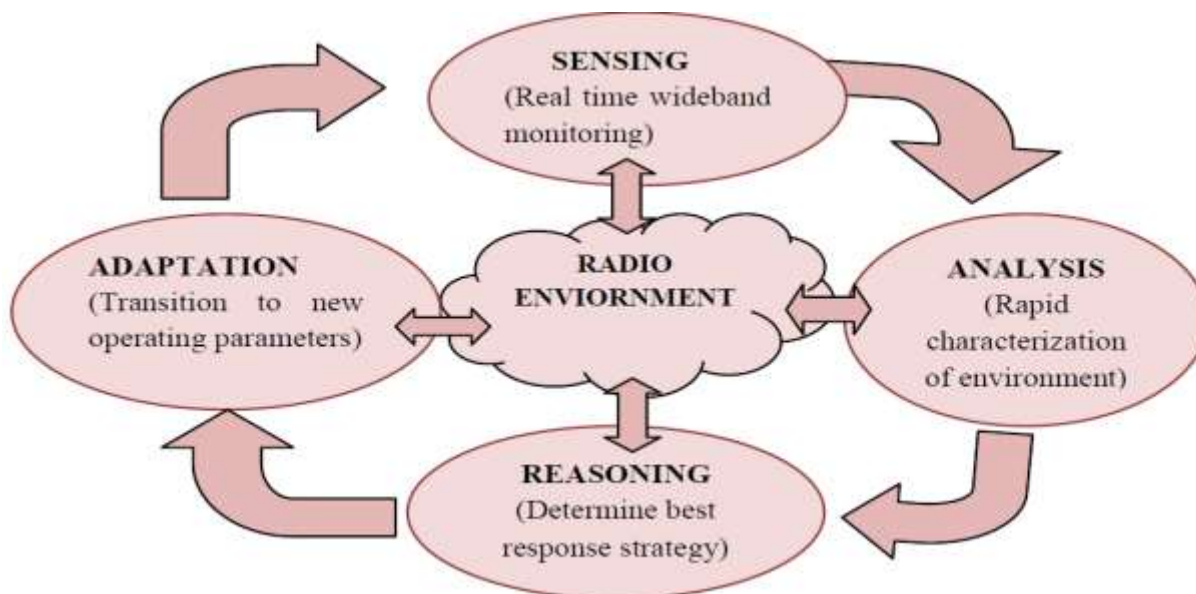 SENSING
(Real time wideband
monitoring)
ADAPTATION
(Transition to new
operating parameters)
RADIO
ENVIORNMENT
ANALYSIS
(Rapid
characterization
of environment)
REASONING
(Determine best
response strategy)